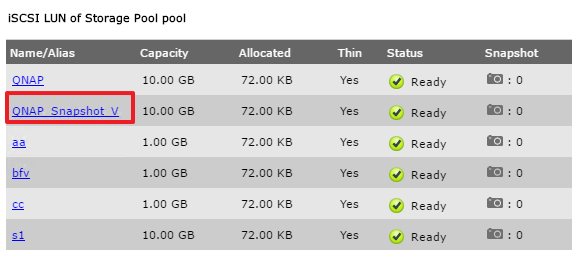 iSCSI LUN of Storage Pool pool
Name/Alias Capacity Allocated Thin Status Snapshot
QNAP 10.00 GB 72.00 KB Yes Ready : 0
QNAP_Snapshot_V 10.00 GB 72.00 KB Yes Ready : 0
aa 1.00 GB 72.00 KB Yes Ready : 0
bfv 1.00 GB 72.00 KB Yes Ready : 0
cc 1.00 GB 72.00 KB Yes Ready : 0
s1 10.00 GB 72.00 KB Yes Ready : 0